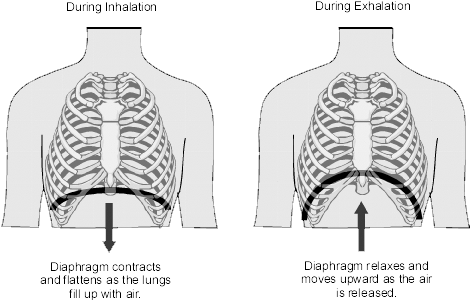 During Inhalation
During Exhalation
Diaphragm contracts
and flattens as the lungs
fill up with air.
Diaphragm relaxes and
moves upward as the air
is released.